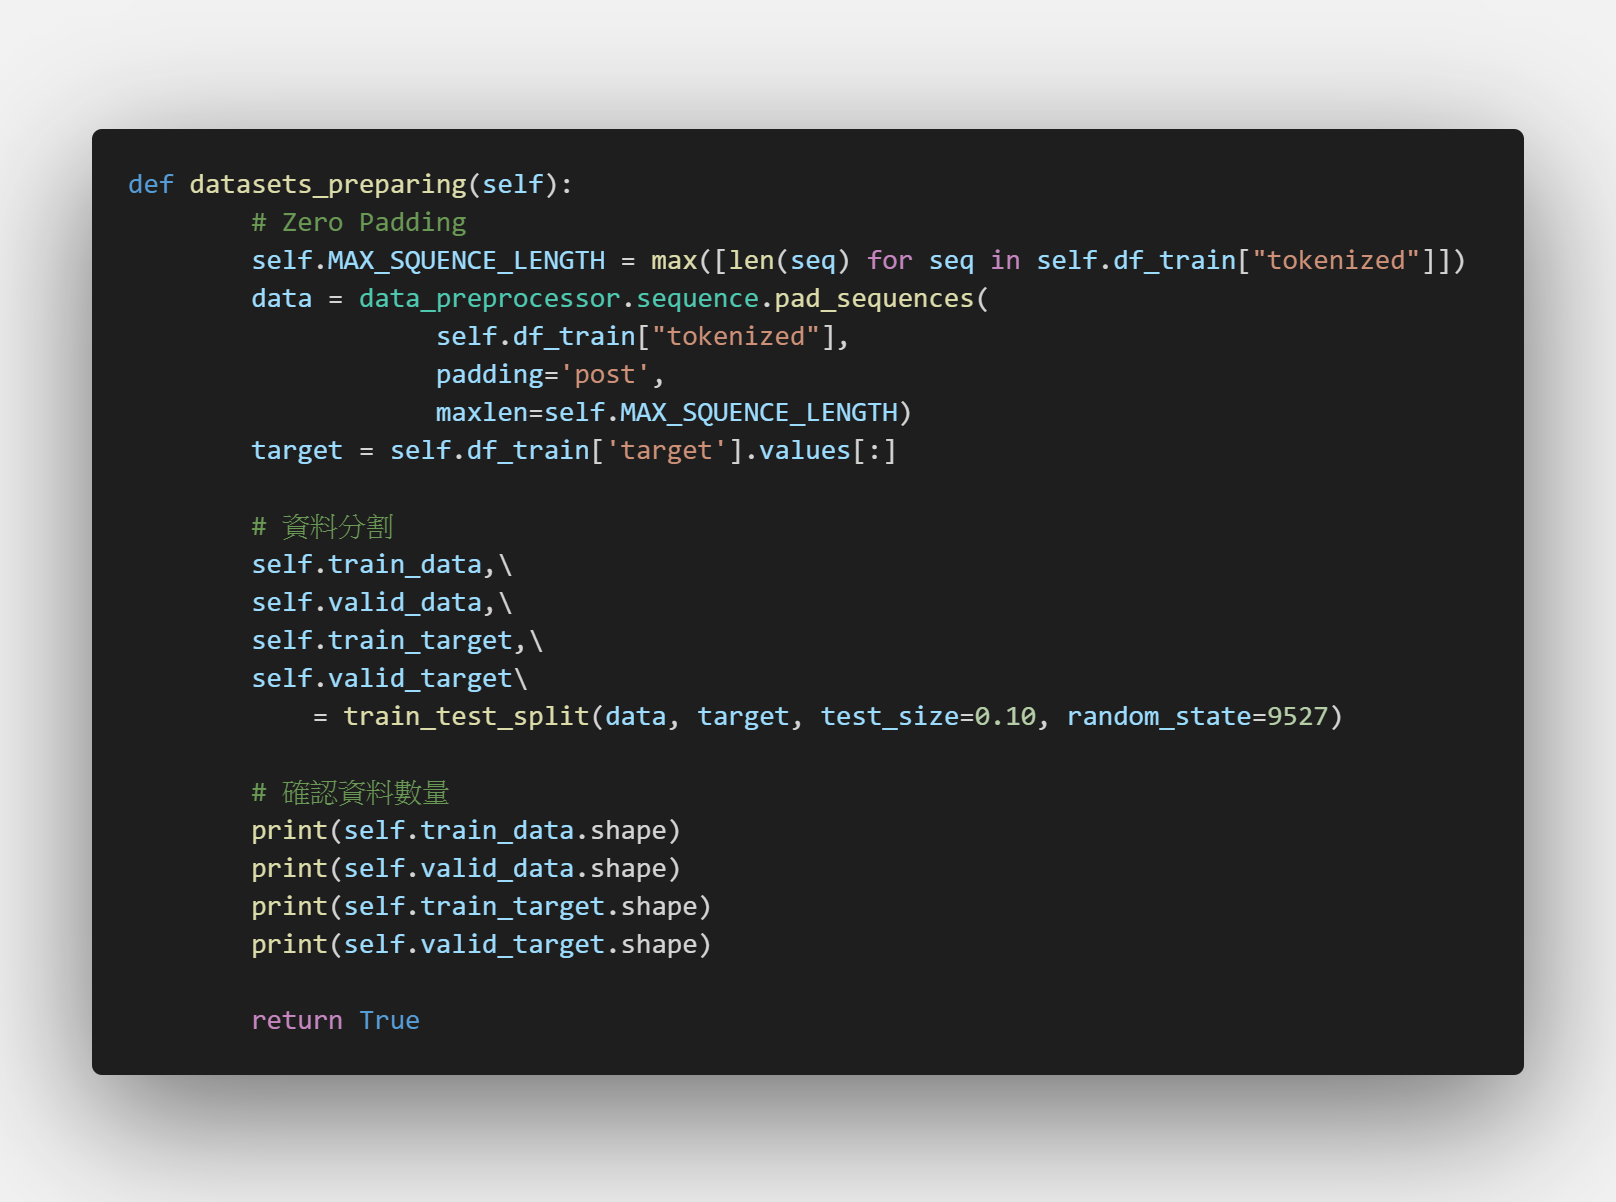 def datasets_preparing(self):
# Zero Padding
self.MAX_SQUENCE_LENGTH = max([len(seq) for seq in self.df_train["tokenized"]])
data = data_preprocessor.sequence.pad_sequences(
self.df_train["tokenized"],
padding='post',
maxlen=self.MAX_SQUENCE_LENGTH)
target = self.df_train['target'].values[:]
# 資料分割
self.train_data,\
self.valid_data,\
self.train_target,\
self.valid_target\
= train_test_split(data, target, test_size=0.10, random_state=9527)
# 確認資料數量
print(self.train_data.shape)
print(self.valid_data.shape)
print(self.train_target.shape)
print(self.valid_target.shape)
return True